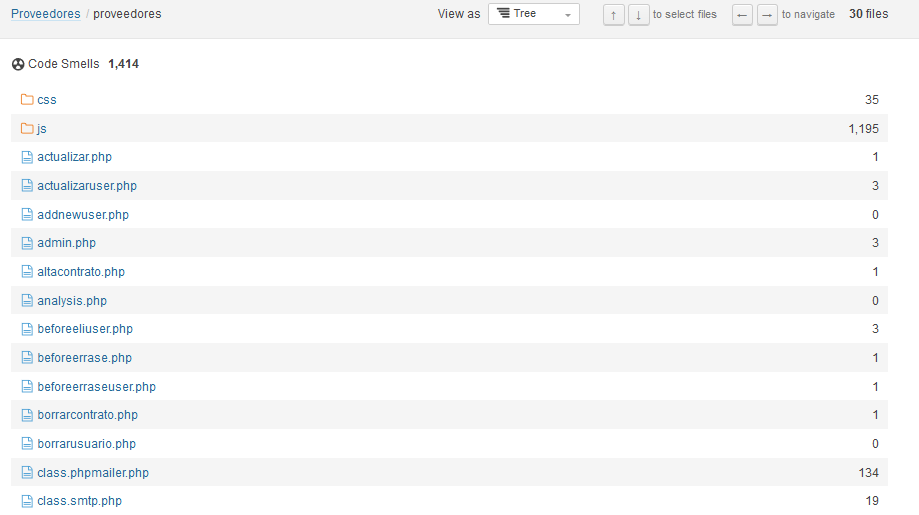 Proveedores / proveedores View as Tree ↑ ↓ to select files ← → to navigate 30 files
Code Smells 1,414
css 35
js 1,195
actualizar.php 1
actualizaruser.php 3
addnewuser.php 0
admin.php 3
altacontrato.php 1
analysis.php 0
beforeeliuser.php 3
beforeerrase.php 1
beforeerraseuser.php 1
borrarcontrato.php 1
borrarusuario.php 0
class.phpmailer.php 134
class.smtp.php 19